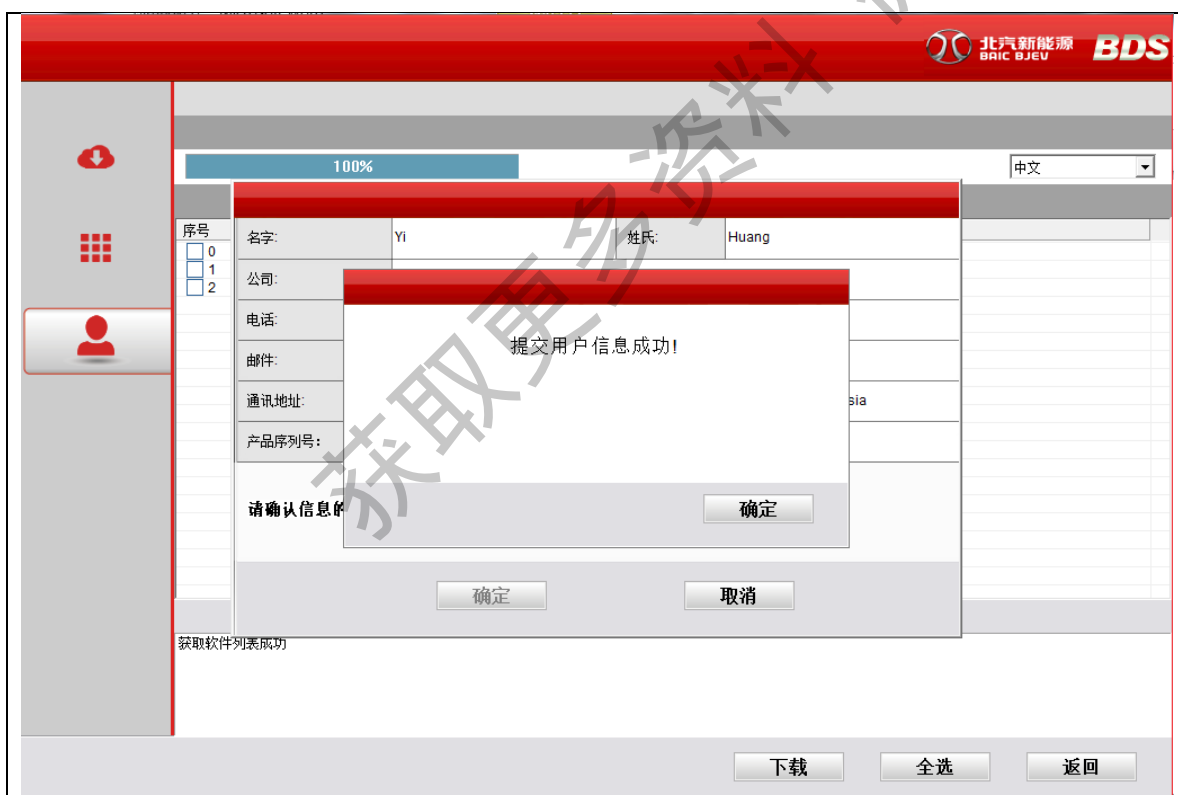 北汽新能源 BDS
BAIC BJEV
100% 中文
序号
0
1
2
名字: Yi 姓氏: Huang
公司:
电话:
邮件:
通讯地址: sia
产品序列号:
提交用户信息成功!
确定
请确认信息的
确定 取消
获取软件列表成功
下载 全选 返回
获取更多资料